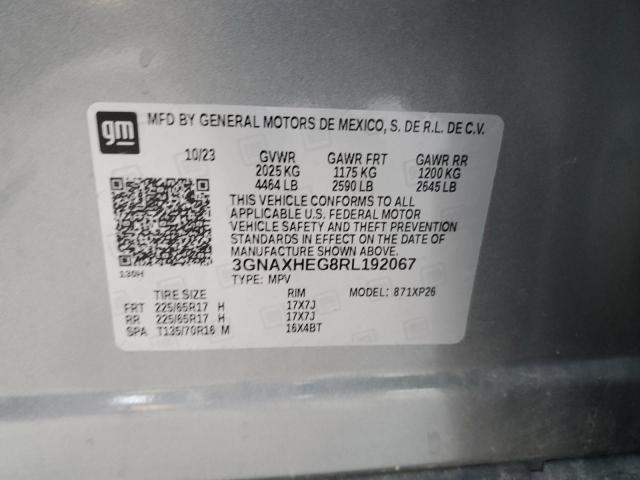 gm
MFD BY GENERAL MOTORS DE MEXICO, S. DE R.L. DE C.V.
10/23 GVWR GAWR FRT GAWR RR
2025 KG 1175 KG 1200 KG
4464 LB 2590 LB 2645 LB
THIS VEHICLE CONFORMS TO ALL
APPLICABLE U.S. FEDERAL MOTOR
VEHICLE SAFETY AND THEFT PREVENTION
STANDARDS IN EFFECT ON THE DATE OF
MANUFACTURE SHOWN ABOVE.
130H 3GNAXHEG8RL192067
TYPE: MPV
TIRE SIZE RIM MODEL: 871XP26
FRT 225/65R17 H 17X7J
RR 225/65R17 H 17X7J
SPA T135/70R16 M 16X4BT